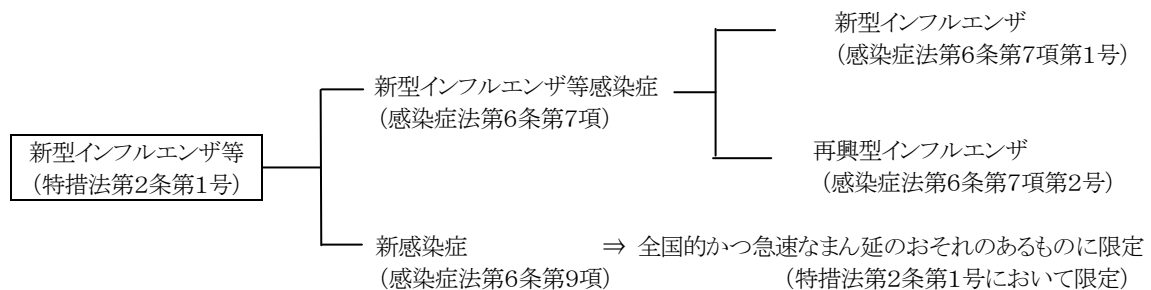 新型インフルエンザ
（感染症法第6条第7項第1号）
新型インフルエンザ等感染症
（感染症法第6条第7項）
新型インフルエンザ等
（特措法第2条第1号）
再興型インフルエンザ
（感染症法第6条第7項第2号）
新感染症 ⇒ 全国的かつ急速なまん延のおそれのあるものに限定
（感染症法第6条第9項） （特措法第2条第1号において限定）